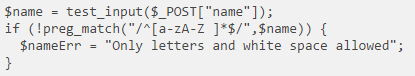 $name = test_input($_POST["name"]);
if (!preg_match("/^[a-zA-Z ]*$/",$name)) {
  $nameErr = "Only letters and white space allowed";
}